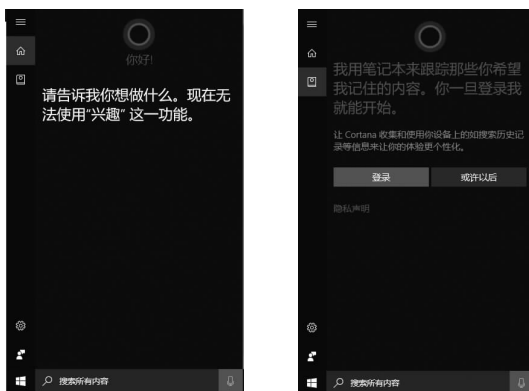 你好!
请告诉我你想做什么。现在无
法使用“兴趣” 这一功能。
搜索所有内容
我用笔记本来跟踪那些你希望
我记住的内容。你一旦登录我
就能开始。
让 Cortana 收集和使用你设备上的如搜索历史记
录等信息来让你的体验更个性化。
登录
或许以后
隐私声明
搜索所有内容